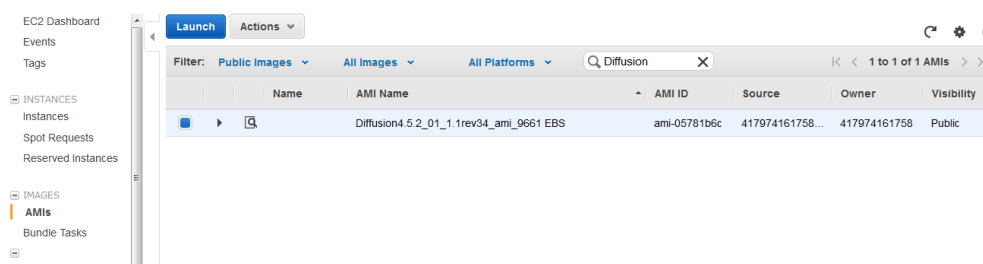 EC2 Dashboard
Events
Tags
INSTANCES
Instances
Spot Requests
Reserved Instances
IMAGES
AMIs
Bundle Tasks
Launch Actions
Filter: Public Images All Images All Platforms Diffusion 1 to 1 of 1 AMIs
Name AMI Name AMI ID Source Owner Visibility
Diffusion4.5.2_01_1.1rev34_ami_9661 EBS ami-05781b6c 417974161758... 417974161758 Public